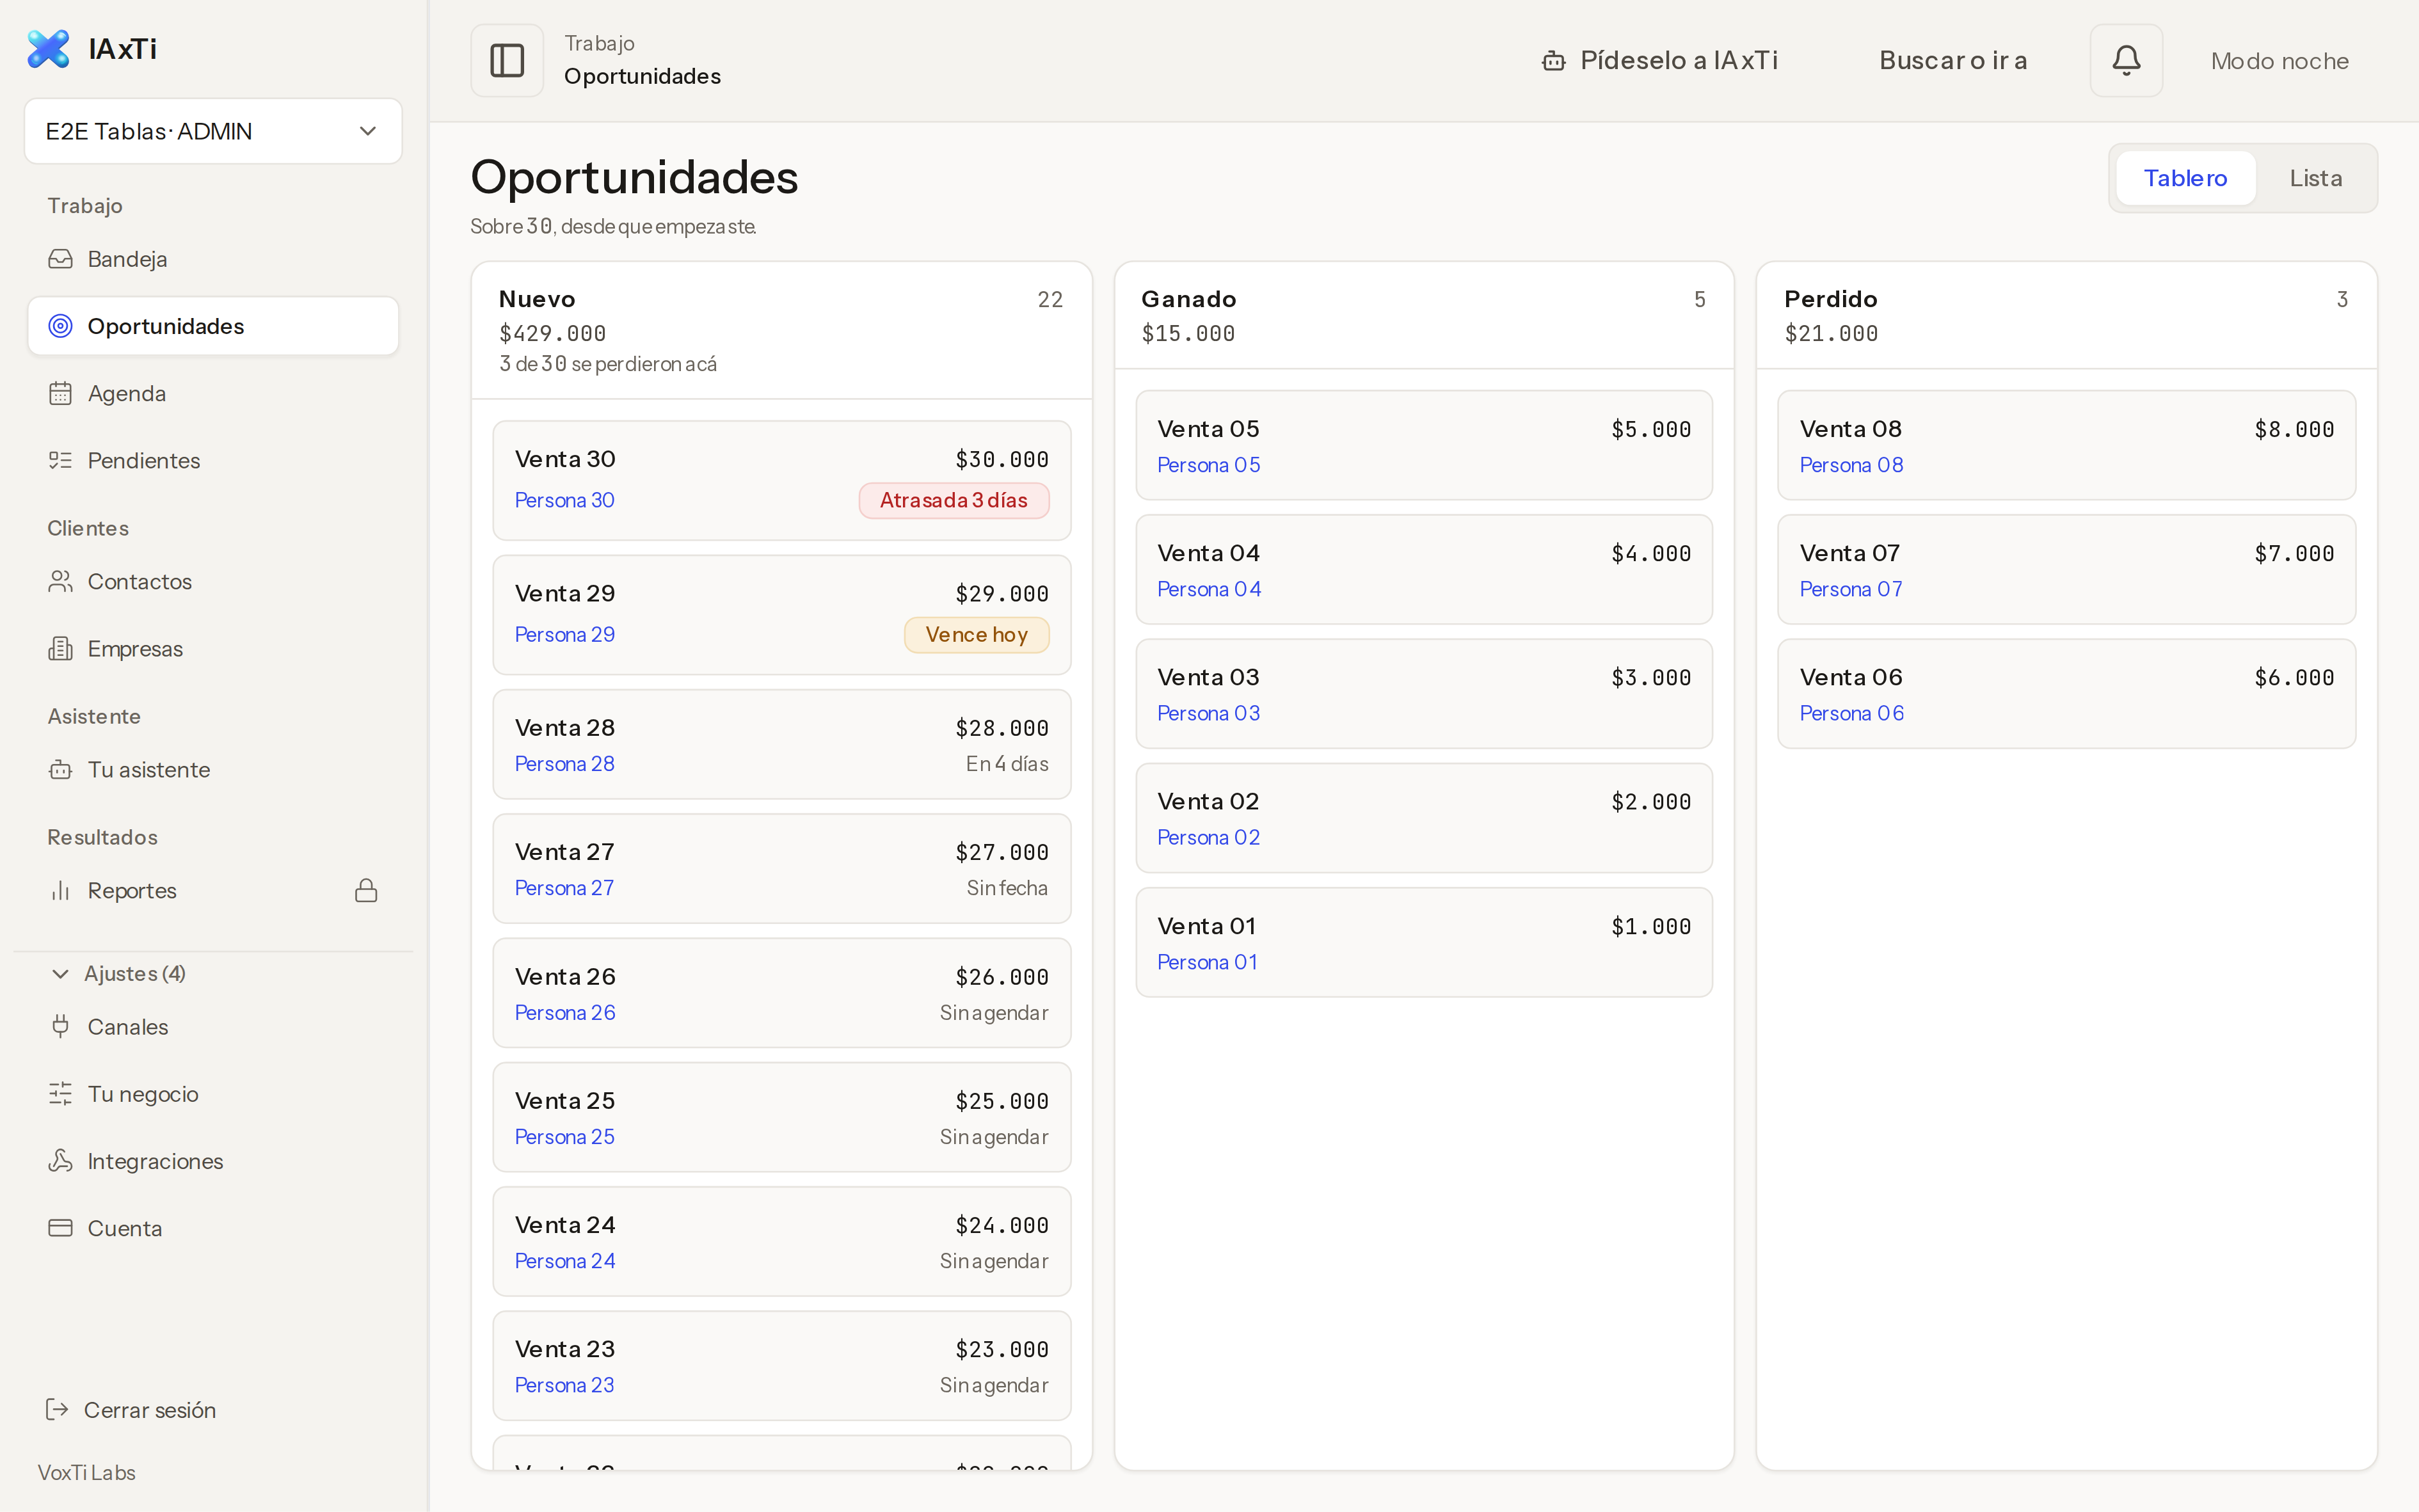 IAxTi
E2E Tablas · ADMIN
Trabajo
Bandeja
Oportunidades
Agenda
Pendientes
Clientes
Contactos
Empresas
Asistente
Tu asistente
Resultados
Reportes
Ajustes (4)
Canales
Tu negocio
Integraciones
Cuenta
Cerrar sesión
VoxTi Labs
Trabajo
Oportunidades
Pídeselo a IAxTi
Buscar o ir a
Modo noche
Oportunidades
Sobre 30, desde que empezaste.
Tablero
Lista
Nuevo 22
$429.000
3 de 30 se perdieron acá
Venta 30 $30.000
Persona 30 Atrasada 3 días
Venta 29 $29.000
Persona 29 Vence hoy
Venta 28 $28.000
Persona 28 En 4 días
Venta 27 $27.000
Persona 27 Sin fecha
Venta 26 $26.000
Persona 26 Sin agendar
Venta 25 $25.000
Persona 25 Sin agendar
Venta 24 $24.000
Persona 24 Sin agendar
Venta 23 $23.000
Persona 23 Sin agendar
Ganado 5
$15.000
Venta 05 $5.000
Persona 05
Venta 04 $4.000
Persona 04
Venta 03 $3.000
Persona 03
Venta 02 $2.000
Persona 02
Venta 01 $1.000
Persona 01
Perdido 3
$21.000
Venta 08 $8.000
Persona 08
Venta 07 $7.000
Persona 07
Venta 06 $6.000
Persona 06